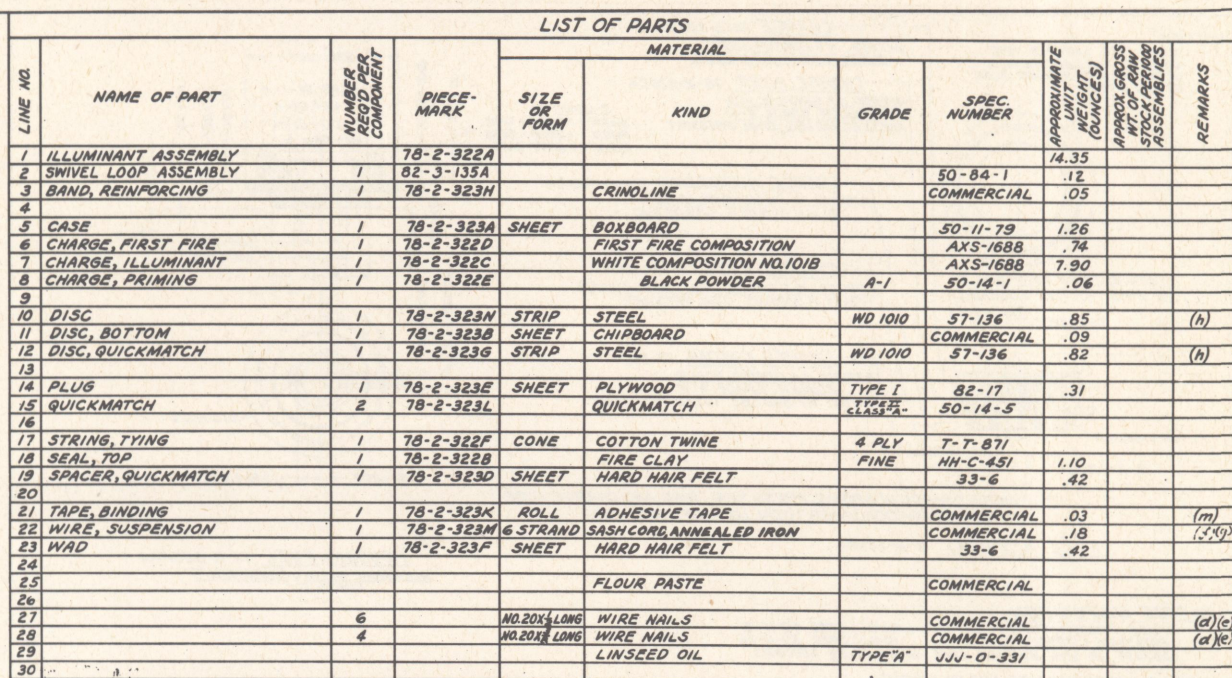 LIST OF PARTS
LINE NO. NAME OF PART NUMBER REQ'D PER COMPONENT PIECE-MARK MATERIAL SIZE OR FORM KIND GRADE SPEC. NUMBER APPROXIMATE UNIT WEIGHT (OUNCES) APPROX. GROSS WT. OF RAW STOCK PER 1000 ASSEMBLIES REMARKS
1 ILLUMINANT ASSEMBLY 78-2-322A 14.35
2 SWIVEL LOOP ASSEMBLY 1 82-3-135A 50-84-1 .12
3 BAND, REINFORCING 1 78-2-323H CRINOLINE COMMERCIAL .05
4
5 CASE 1 78-2-323A SHEET BOXBOARD 50-11-79 1.26
6 CHARGE, FIRST FIRE 1 78-2-322D FIRST FIRE COMPOSITION AXS-1688 .74
7 CHARGE, ILLUMINANT 1 78-2-322C WHITE COMPOSITION NO. 101B AXS-1688 7.90
8 CHARGE, PRIMING 1 78-2-322E BLACK POWDER A-1 50-14-1 .06
9
10 DISC 1 78-2-323N STRIP STEEL WD 1010 57-136 .85 (h)
11 DISC, BOTTOM 1 78-2-323B SHEET CHIPBOARD COMMERCIAL .09
12 DISC, QUICKMATCH 1 78-2-323G STRIP STEEL WD 1010 57-136 .82 (h)
13
14 PLUG 1 78-2-323E SHEET PLYWOOD TYPE I 82-17 .31
15 QUICKMATCH 2 78-2-323L QUICKMATCH TYPE II CLASS "A" 50-14-5
16
17 STRING, TYING 1 78-2-322F CONE COTTON TWINE 4 PLY T-T-871
18 SEAL, TOP 1 78-2-322B FIRE CLAY FINE HH-C-451 1.10
19 SPACER, QUICKMATCH 1 78-2-323D SHEET HARD HAIR FELT 33-6 .42
20
21 TAPE, BINDING 1 78-2-323K ROLL ADHESIVE TAPE COMMERCIAL .03 (m)
22 WIRE, SUSPENSION 1 78-2-323M 6 STRAND SASH CORD, ANNEALED IRON COMMERCIAL .18
23 WAD 1 78-2-323F SHEET HARD HAIR FELT 33-6 .42
24
25 FLOUR PASTE COMMERCIAL
26
27 6 NO. 20X LONG WIRE NAILS COMMERCIAL (d)(e)
28 4 NO. 20X LONG WIRE NAILS COMMERCIAL (d)(e)
29 LINSEED OIL TYPE "A" JJJ-O-331
30